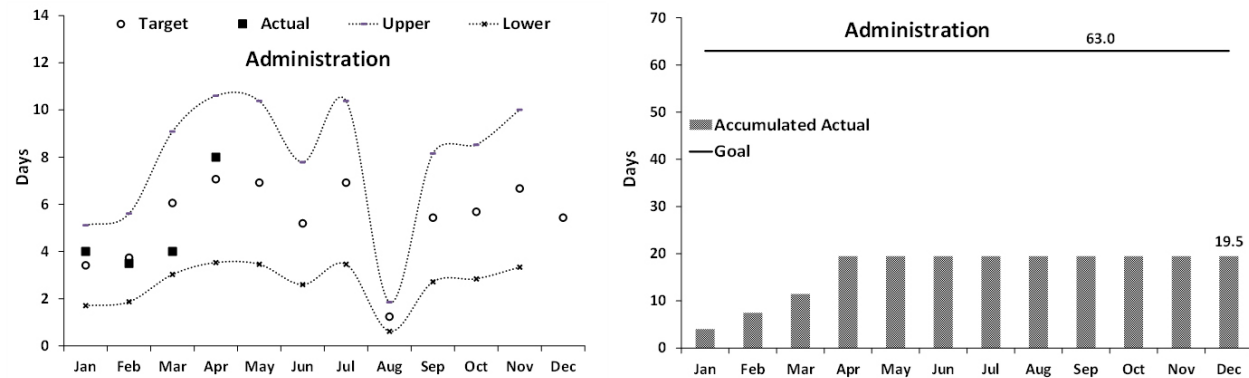 14
Target Actual Upper Lower
12
Administration
10
8
6
4
2
0
Days
Jan Feb Mar Apr May Jun Jul Aug Sep Oct Nov Dec
70
Administration
63.0
60
50
Accumulated Actual
Goal
40
30
20
19.5
10
0
Days
Jan Feb Mar Apr May Jun Jul Aug Sep Oct Nov Dec